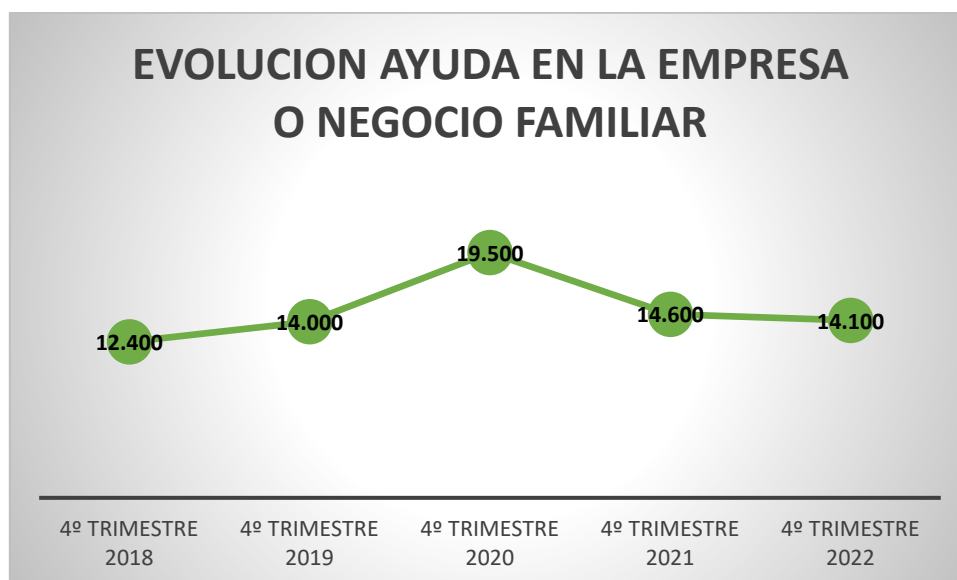 EVOLUCION AYUDA EN LA EMPRESA
O NEGOCIO FAMILIAR
12.400
14.000
19.500
14.600
14.100
4º TRIMESTRE
2018
4º TRIMESTRE
2019
4º TRIMESTRE
2020
4º TRIMESTRE
2021
4º TRIMESTRE
2022